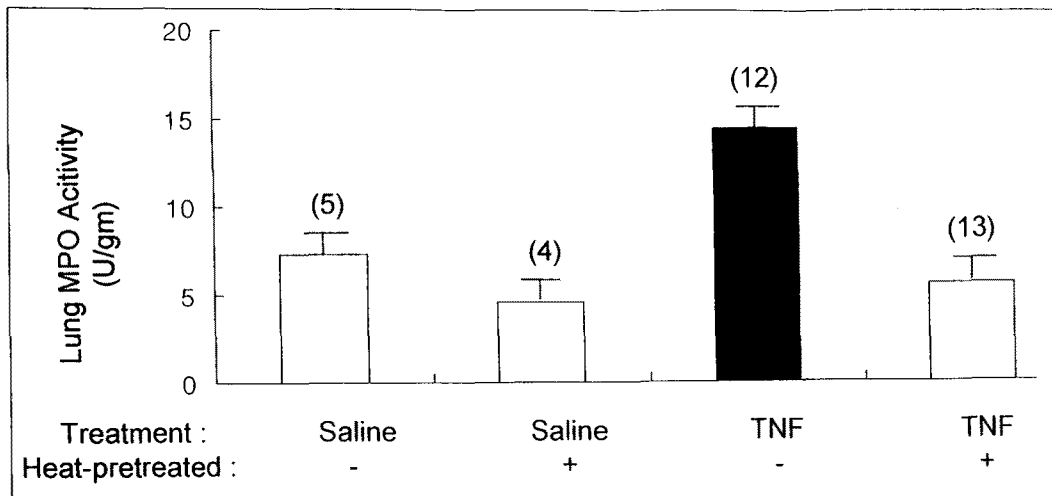 20
(12)
15
Lung MPO Acitivity
(U/gm)
10
(5)
(13)
(4)
5
0
Treatment : Saline Saline TNF TNF
Heat-pretreated : - + - +